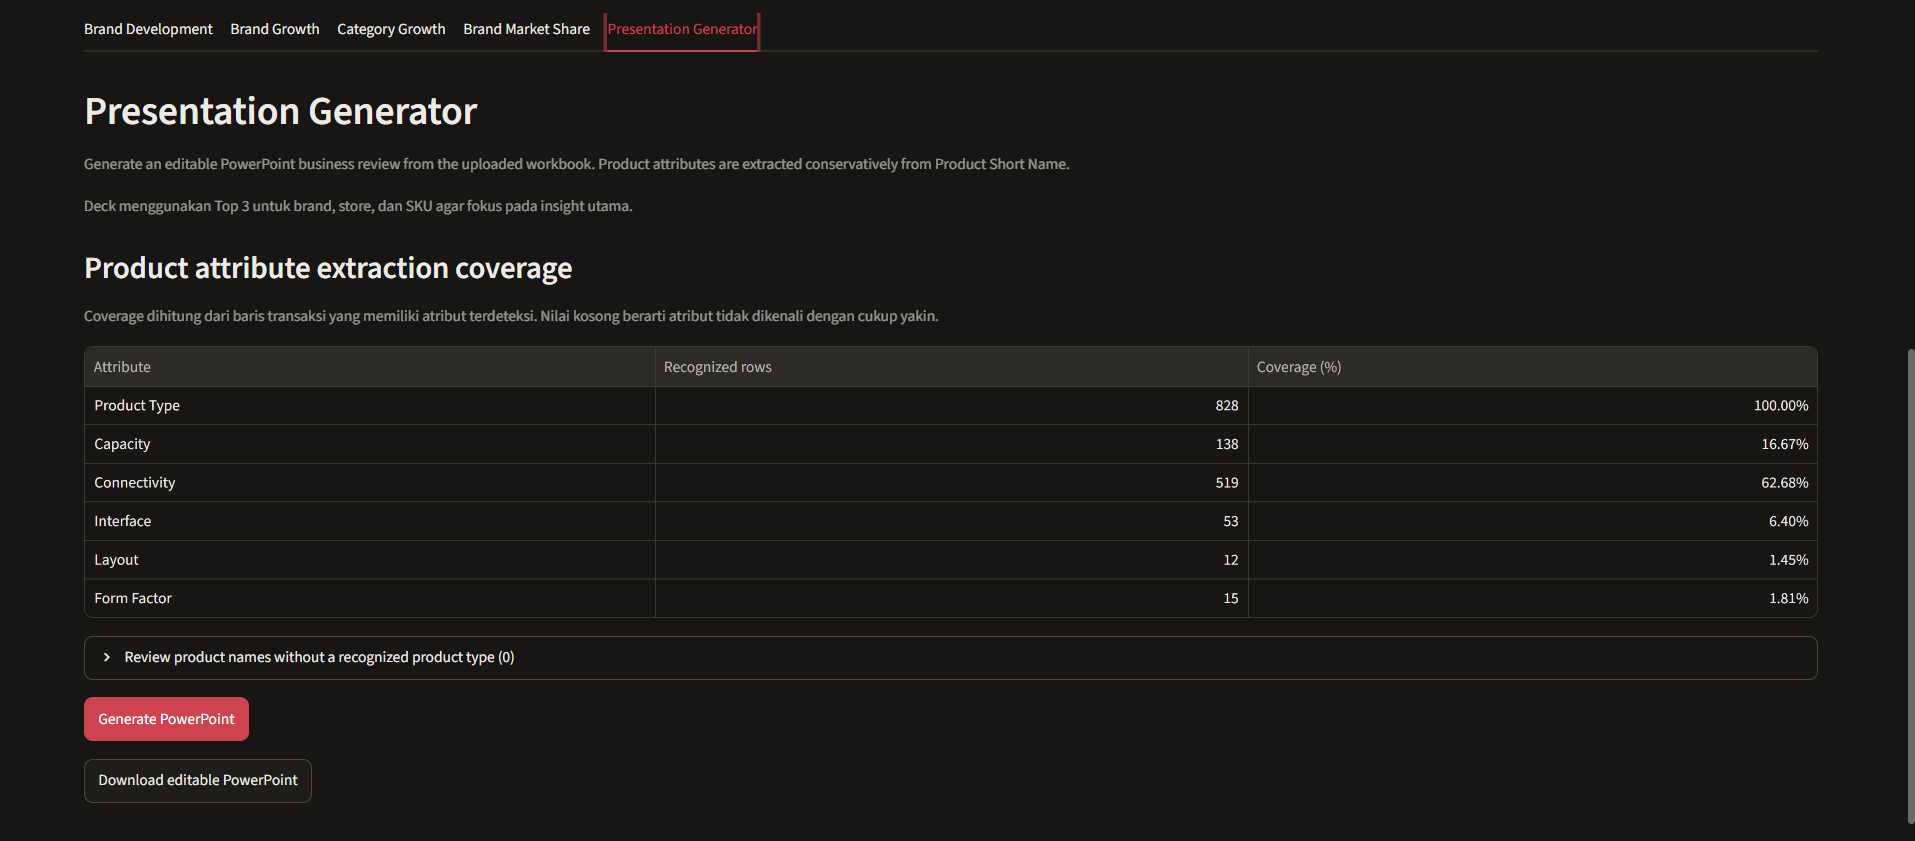 Brand Development Brand Growth Category Growth Brand Market Share Presentation Generator
Presentation Generator
Generate an editable PowerPoint business review from the uploaded workbook. Product attributes are extracted conservatively from Product Short Name.
Deck menggunakan Top 3 untuk brand, store, dan SKU agar fokus pada insight utama.
Product attribute extraction coverage
Coverage dihitung dari baris transaksi yang memiliki atribut terdeteksi. Nilai kosong berarti atribut tidak dikenali dengan cukup yakin.
Attribute Recognized rows Coverage (%)
Product Type 828 100.00%
Capacity 138 16.67%
Connectivity 519 62.68%
Interface 53 6.40%
Layout 12 1.45%
Form Factor 15 1.81%
Review product names without a recognized product type (0)
Generate PowerPoint
Download editable PowerPoint